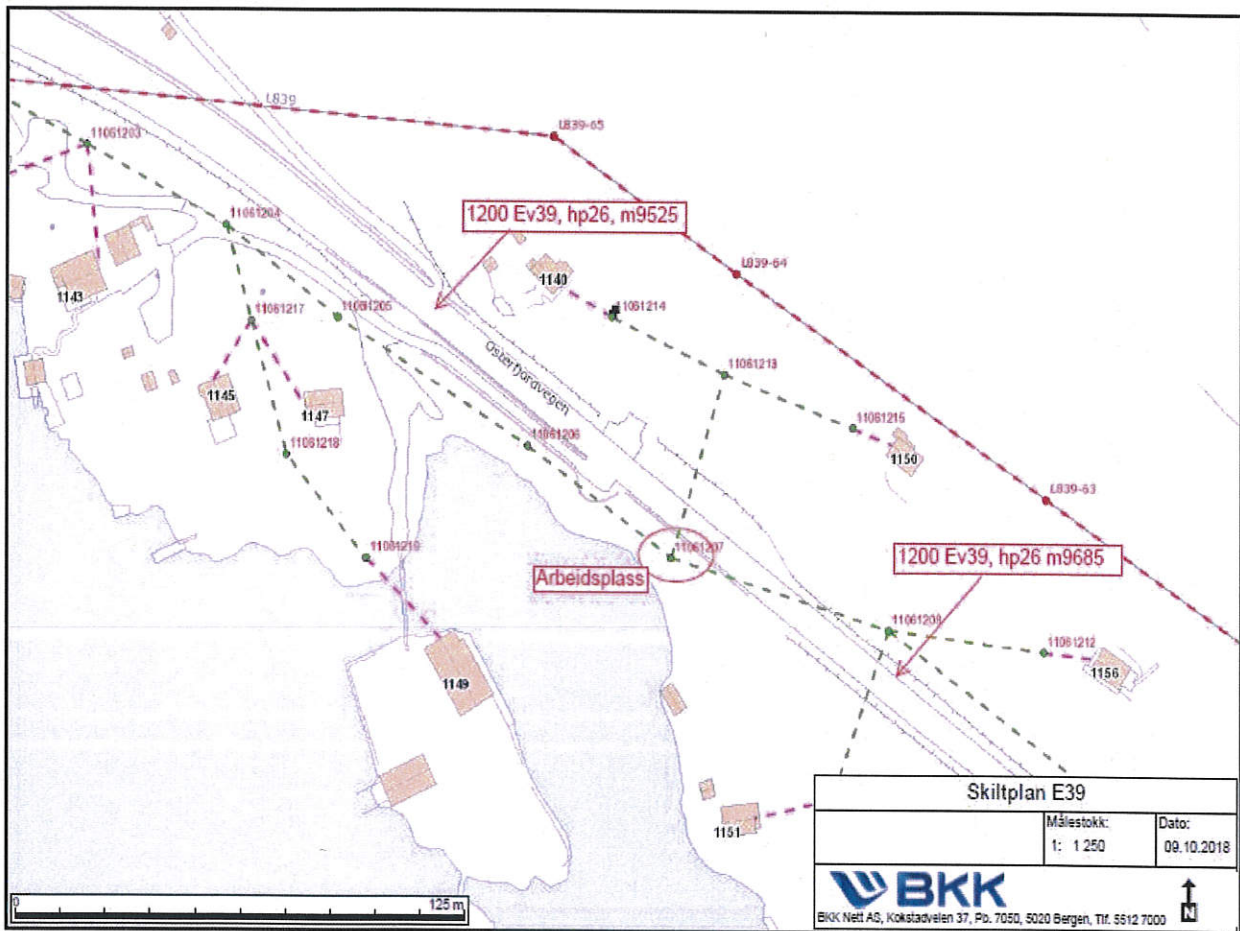 L839
L839-65
11061203
11061204
1200 Ev39, hp26, m9525
L839-64
1143
1140
11061217
11061205
11061214
Osterfjordvegen
11061213
1145
1147
11061206
11061215
11061218
1150
L839-63
11061219
11061207
Arbeidsplass
1200 Ev39, hp26 m9685
11061208
11061212
1149
1156
1151
Skiltplan E39
Målestokk:
1: 1 250
Dato:
09.10.2018
BKK
BKK Nett AS, Kokstadveien 37, Pb. 7050, 5020 Bergen, Tlf. 5512 7000
N
0
125 m